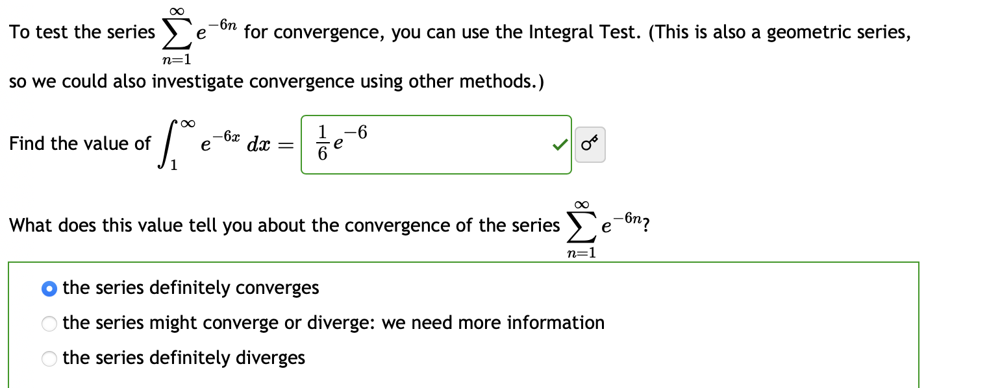 To test the series $\sum_{n=1}^{\infty} e^{-6n}$ for convergence, you can use the Integral Test. (This is also a geometric series,
so we could also investigate convergence using other methods.)
Find the value of $\int_{1}^{\infty} e^{-6x}\, dx =$ $\frac{1}{6}e^{-6}$
What does this value tell you about the convergence of the series $\sum_{n=1}^{\infty} e^{-6n}$?
the series definitely converges
the series might converge or diverge: we need more information
the series definitely diverges